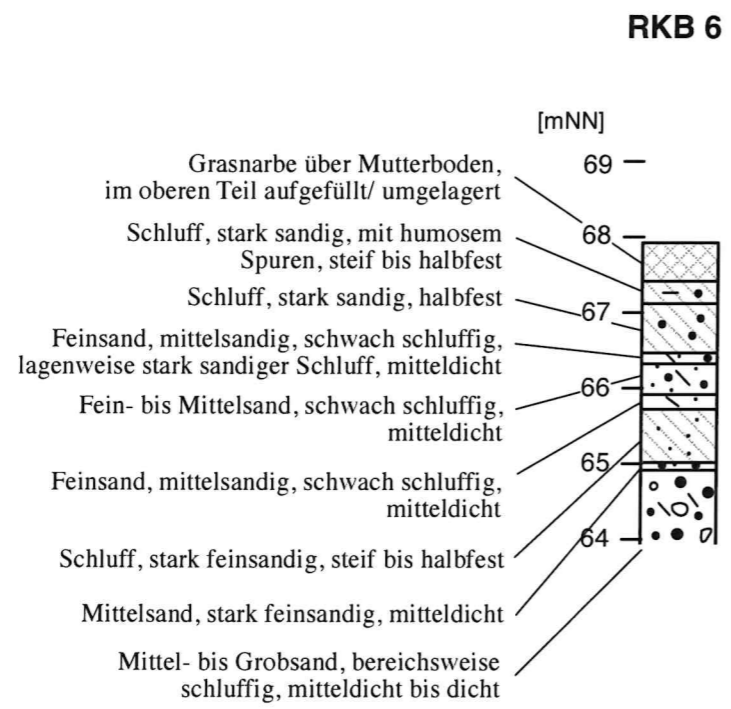 RKB 6
[mNN]
69
68
67
66
65
64
Grasnarbe über Mutterboden,
im oberen Teil aufgefüllt/ umgelagert
Schluff, stark sandig, mit humosem
Spuren, steif bis halbfest
Schluff, stark sandig, halbfest
Feinsand, mittelsandig, schwach schluffig,
lagenweise stark sandiger Schluff, mitteldicht
Fein- bis Mittelsand, schwach schluffig,
mitteldicht
Feinsand, mittelsandig, schwach schluffig,
mitteldicht
Schluff, stark feinsandig, steif bis halbfest
Mittelsand, stark feinsandig, mitteldicht
Mittel- bis Grobsand, bereichsweise
schluffig, mitteldicht bis dicht